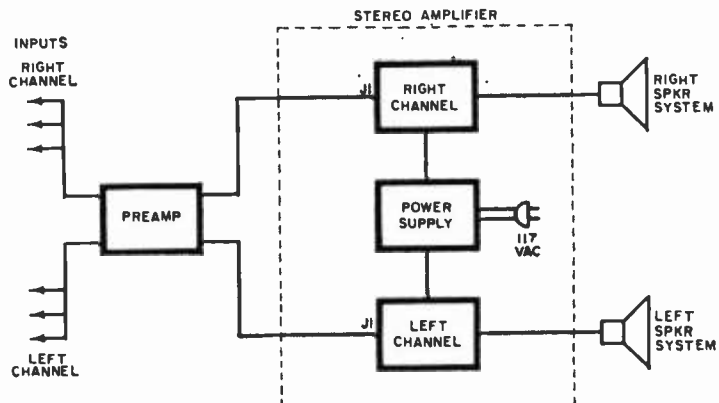 STEREO AMPLIFIER
INPUTS
RIGHT
CHANNEL
J1
RIGHT
CHANNEL
RIGHT
SPKR
SYSTEM
PREAMP
POWER
SUPPLY
117
VAC
J1
LEFT
CHANNEL
LEFT
SPKR
SYSTEM
LEFT
CHANNEL